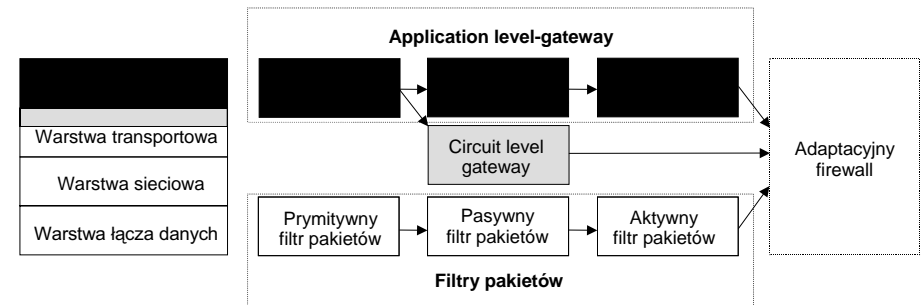 Application level-gateway
Warstwa transportowa
Warstwa sieciowa
Warstwa łącza danych
Circuit level
gateway
Prymitywny
filtr pakietów
Pasywny
filtr pakietów
Aktywny
filtr pakietów
Filtry pakietów
Adaptacyjny
firewall